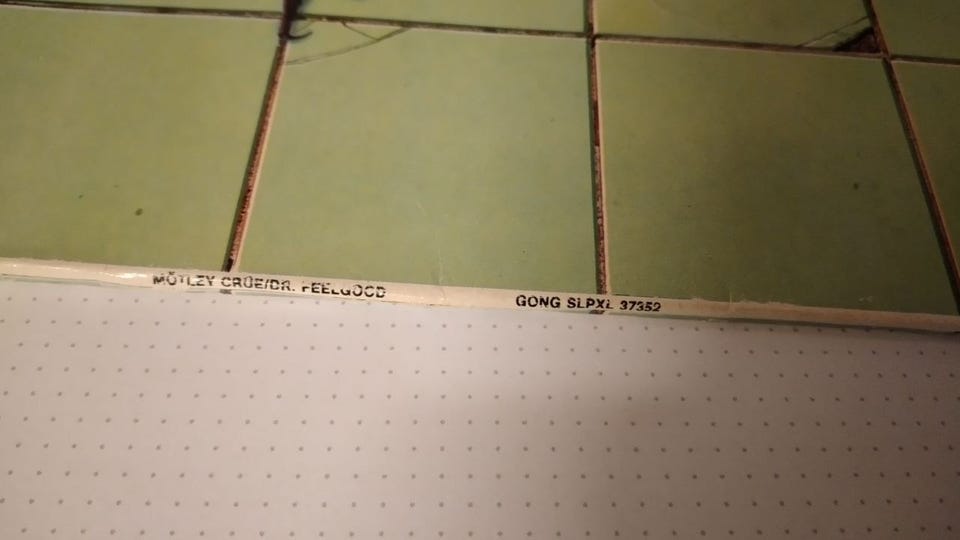 MÖTLEY CRÜE/DR. FEELGOOD GONG SLPXL 37352